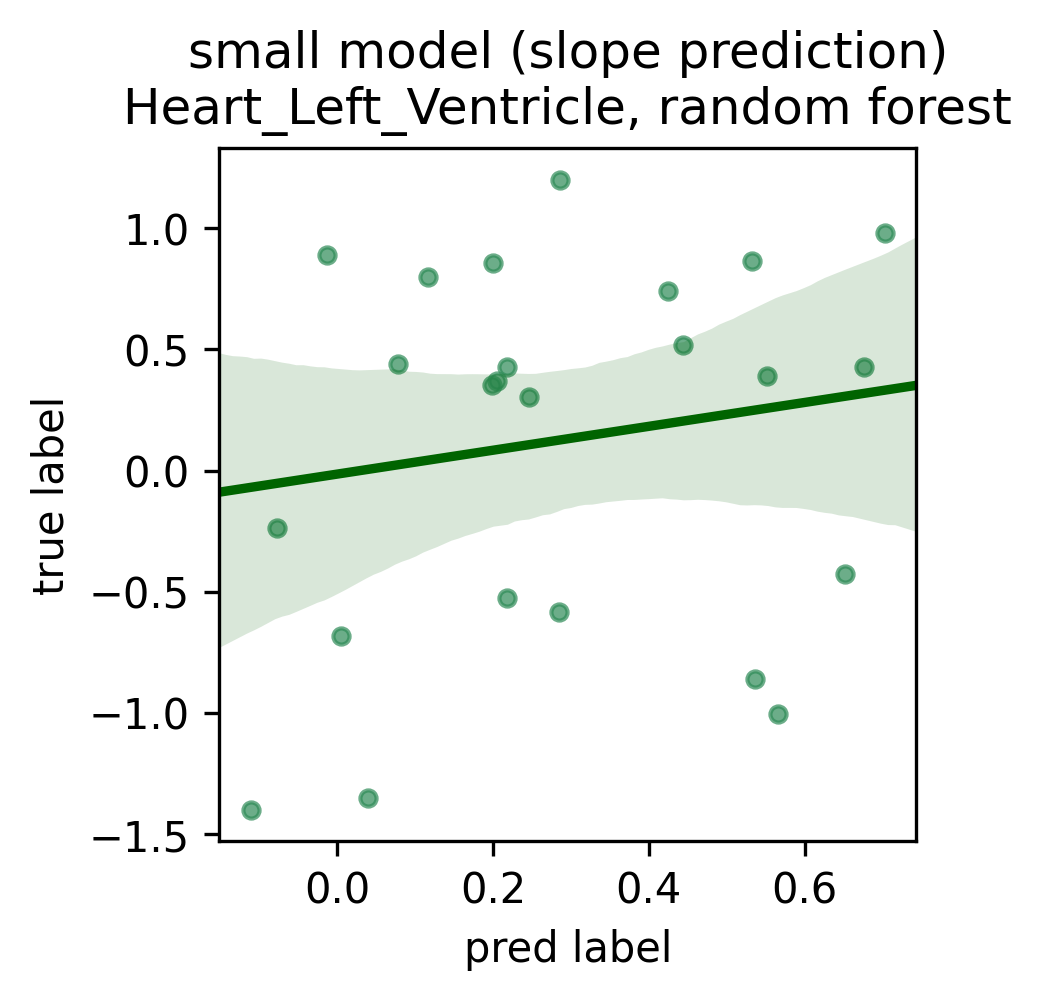 small model (slope prediction)
Heart_Left_Ventricle, random forest
1.0
0.5
0.0
−0.5
−1.0
−1.5
true label
0.0 0.2 0.4 0.6
pred label